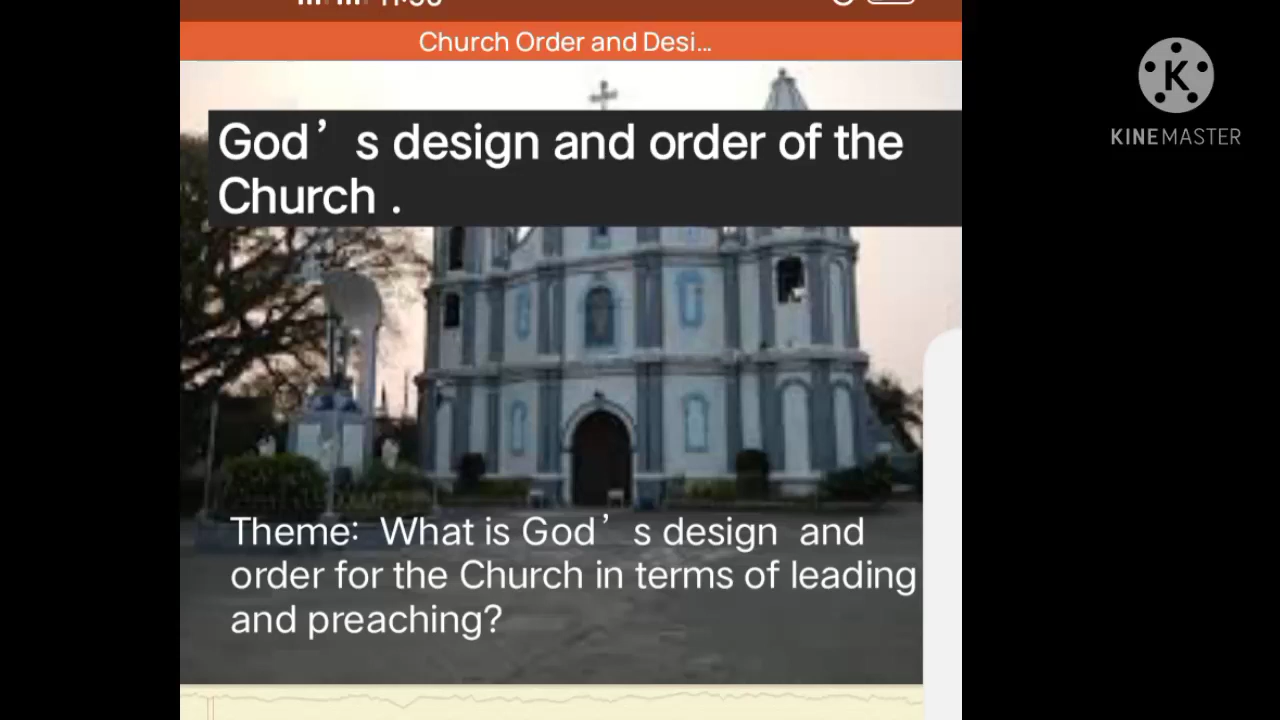 Church Order and Desi...
God’ s design and order of the
Church .
Theme: What is God’ s design and
order for the Church in terms of leading
and preaching?
K
KINEMASTER